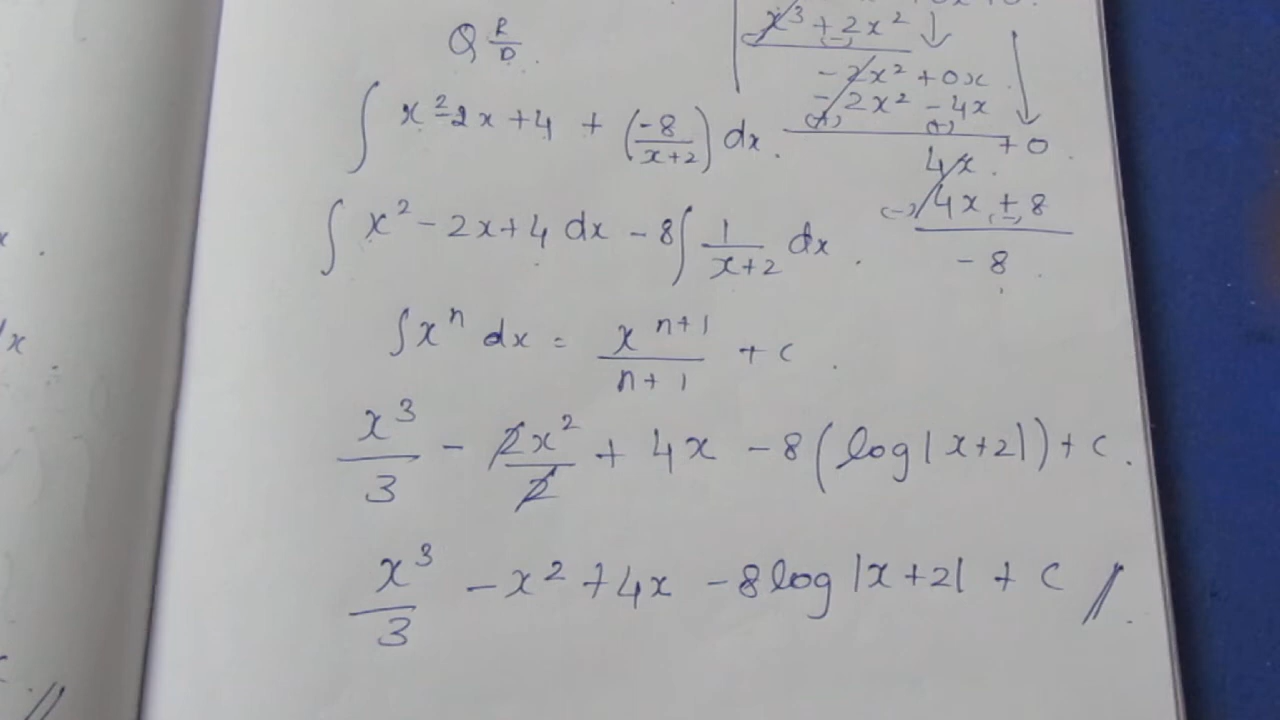 x³ + 2x²
(-)
Q R/D .
- 2x² + 0x
- 2x² - 4x
(+) (+)
∫ x² - 2x + 4 + (-8/(x+2)) dx .
4x + 0 .
4x + 8
(-) (-)
- 8 .
∫ x² - 2x + 4 dx - 8 ∫ 1/(x+2) dx .
∫ xⁿ dx = xⁿ⁺¹/(n+1) + c .
x³/3 - 2x²/2 + 4x - 8 (log |x+2|) + c .
x³/3 - x² + 4x - 8 log |x+2| + c //.
x .
dx
//